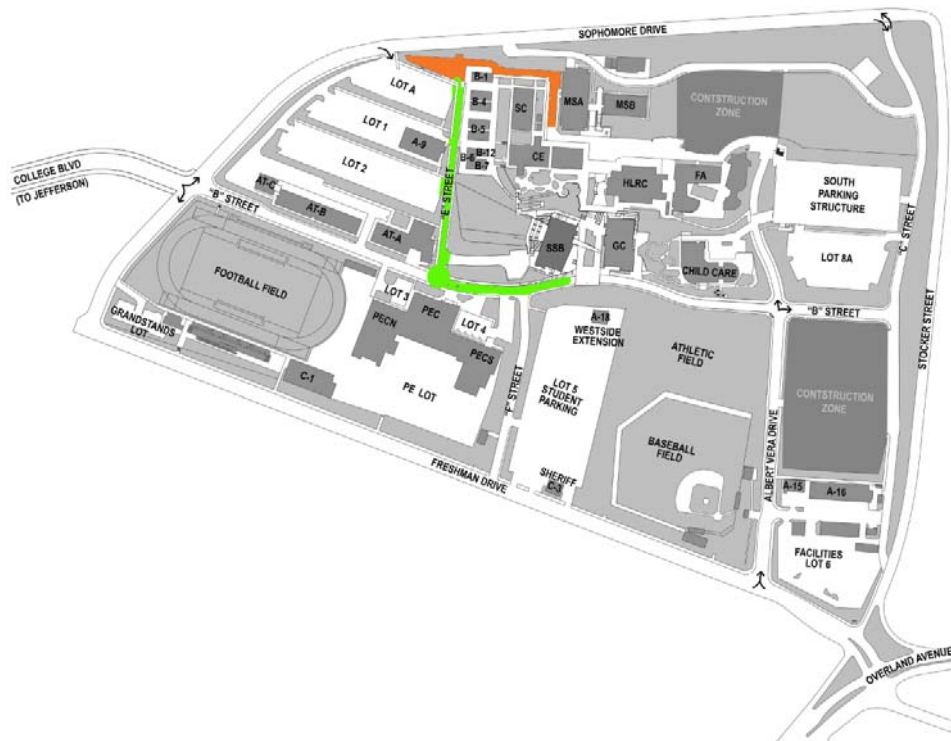 SOPHOMORE DRIVE
LOT A
B-1
MSA
B-4
SC
MSB
CONTSTRUCTION
ZONE
LOT 1
A-9
B-5
LOT 2
B-12
B-6
B-7
CE
COLLEGE BLVD
(TO JEFFERSON)
"B" STREET
AT-C
AT-B
AT-A
"E" STREET
HLRC
FA
SOUTH
PARKING
STRUCTURE
"C" STREET
SSB
GC
CHILD CARE
LOT 8A
FOOTBALL FIELD
LOT 3
PEC
PECN
LOT 4
PECS
GRANDSTANDS
LOT
C-1
PE LOT
"F" STREET
A-18
WESTSIDE
EXTENSION
LOT 5
STUDENT
PARKING
ATHLETIC
FIELD
"B" STREET
STOCKER STREET
CONTSTRUCTION
ZONE
BASEBALL
FIELD
ALBERT VERA DRIVE
FRESHMAN DRIVE
SHERIFF
C-3
A-15
A-16
FACILITIES
LOT 6
OVERLAND AVENUE